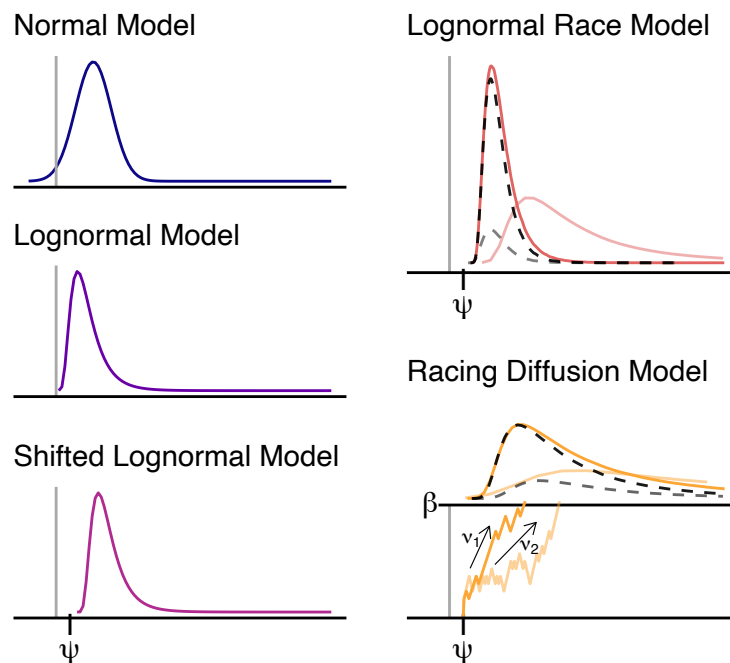 Normal Model
Lognormal Model
Shifted Lognormal Model
ψ
Lognormal Race Model
ψ
Racing Diffusion Model
β
ν1
ν2
ψ